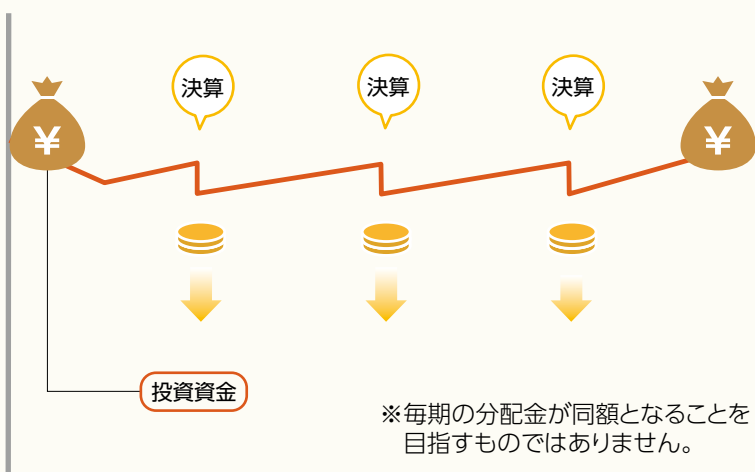 決算
決算
決算
¥
¥
投資資金
※毎期の分配金が同額となることを
目指すものではありません。